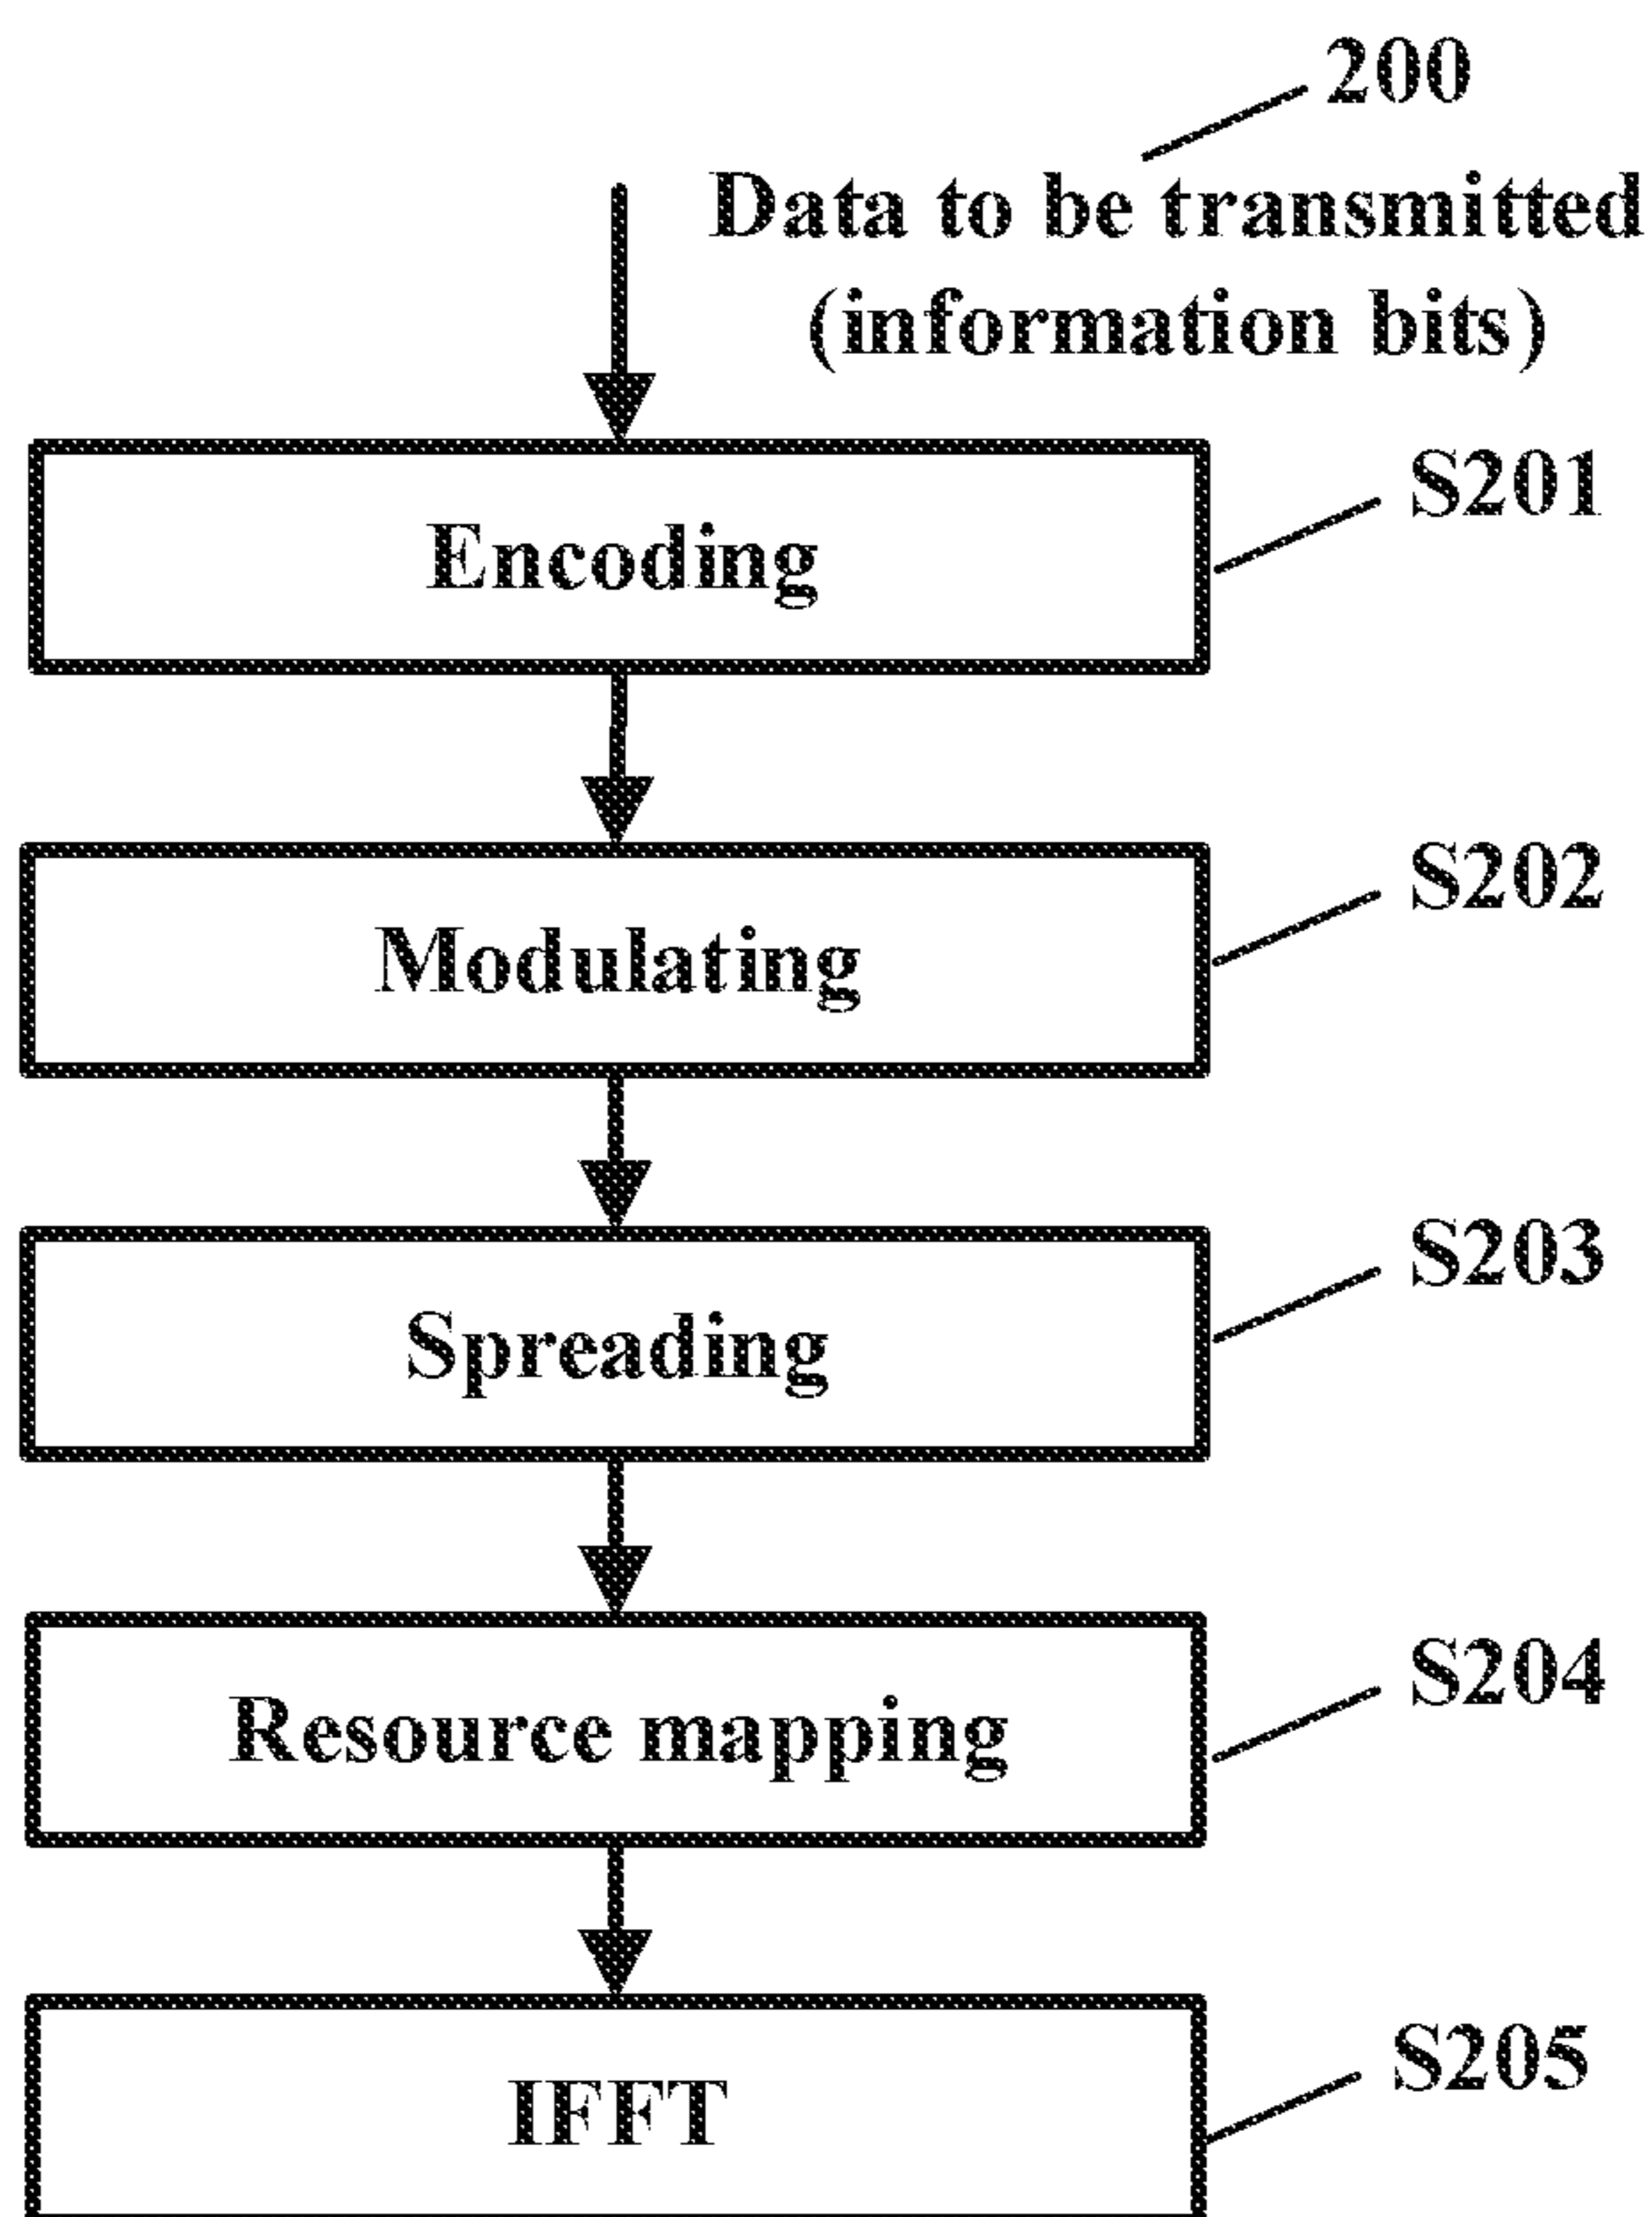 200
Data to be transmitted
(information bits)
Encoding
S201
Modulating
S202
Spreading
S203
Resource mapping
S204
IFFT
S205